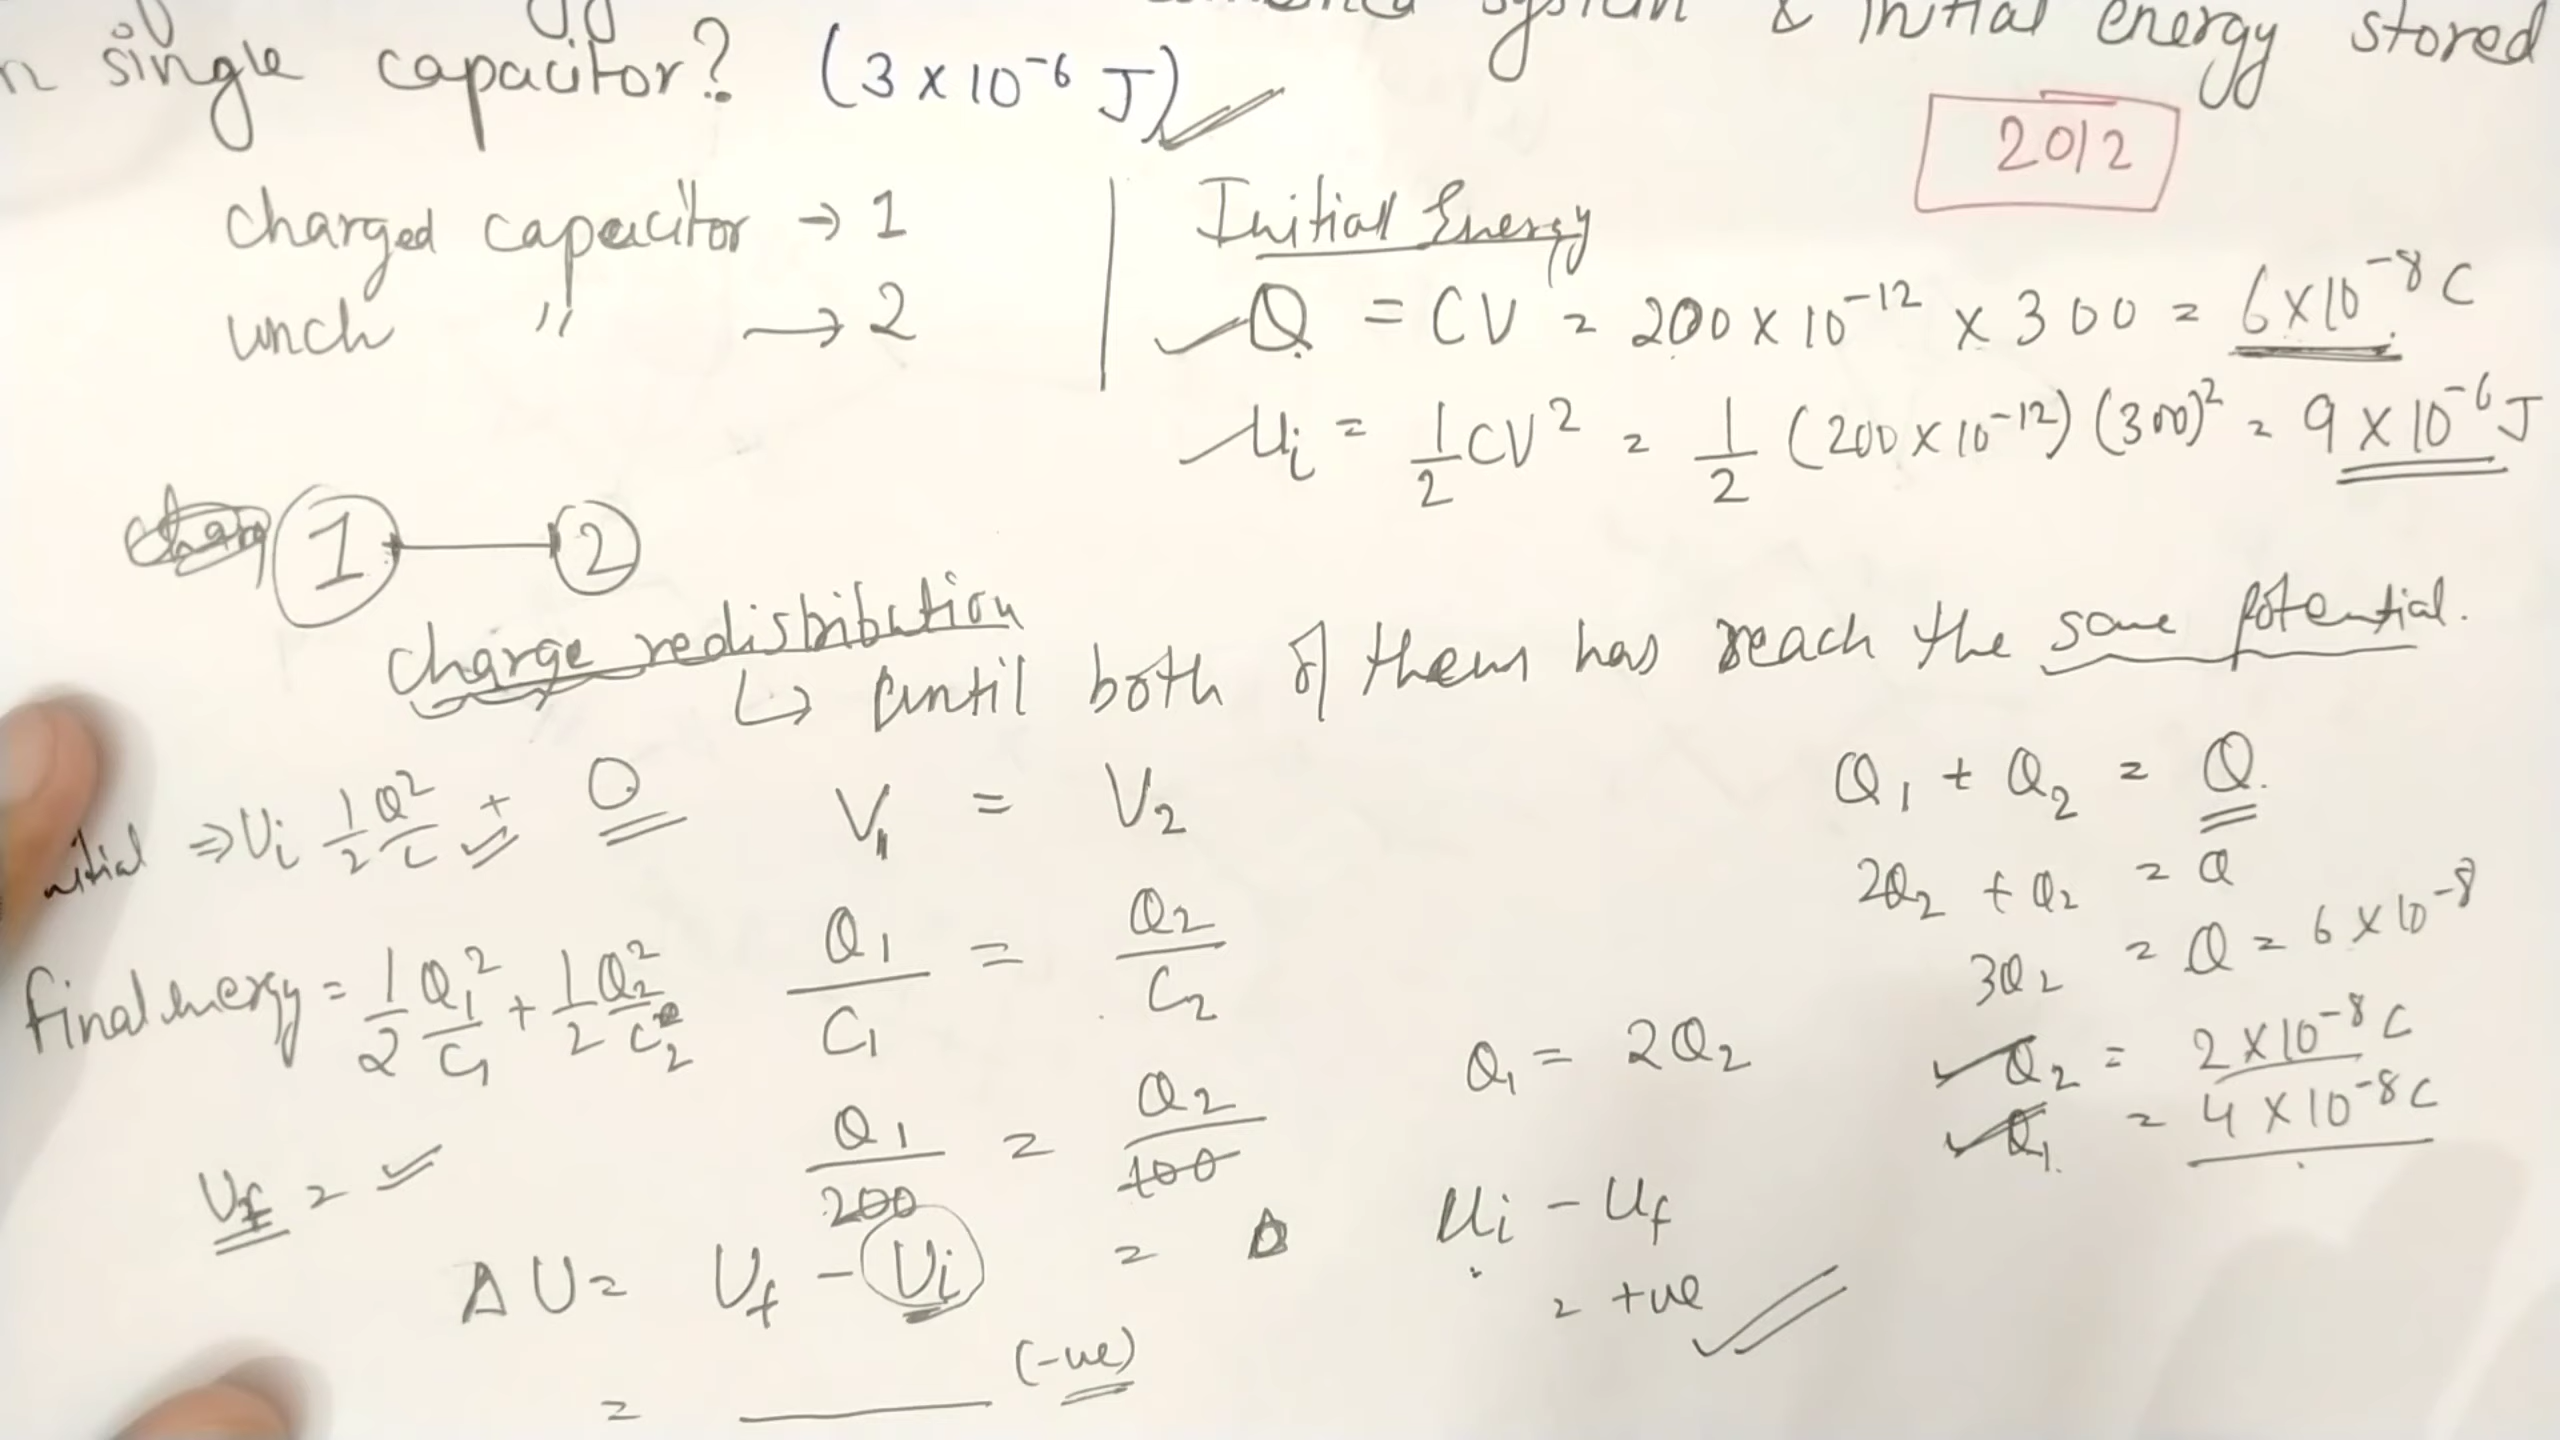 system & initial energy stored
single capacitor? (3 x 10⁻⁶ J)
2012
charged capacitor → 1
unch " → 2
Initial Energy
Q = CV = 200 x 10⁻¹² x 300 = 6x10⁻⁸ C
Ui = 1/2 CV² = 1/2 (200 x 10⁻¹²) (300)² = 9 x 10⁻⁶ J
1 2
charge redistribution
↳ until both of them has reach the same potential.
⇒ Ui 1/2 Q²/C + 0
V₁ = V₂
Q₁ + Q₂ = Q
2Q₂ + Q₂ = Q
Final energy = 1/2 Q₁²/C₁ + 1/2 Q₂²/C₂
Q₁/C₁ = Q₂/C₂
3Q₂ = Q = 6 x 10⁻⁸
Q₁ = 2Q₂
Q₂ = 2 x 10⁻⁸ C
Q₁ = 4 x 10⁻⁸ C
Uf =
Q₁/200 = Q₂/100
ΔU = Uf - Ui =
Ui - Uf
= +ve
= (-ve)